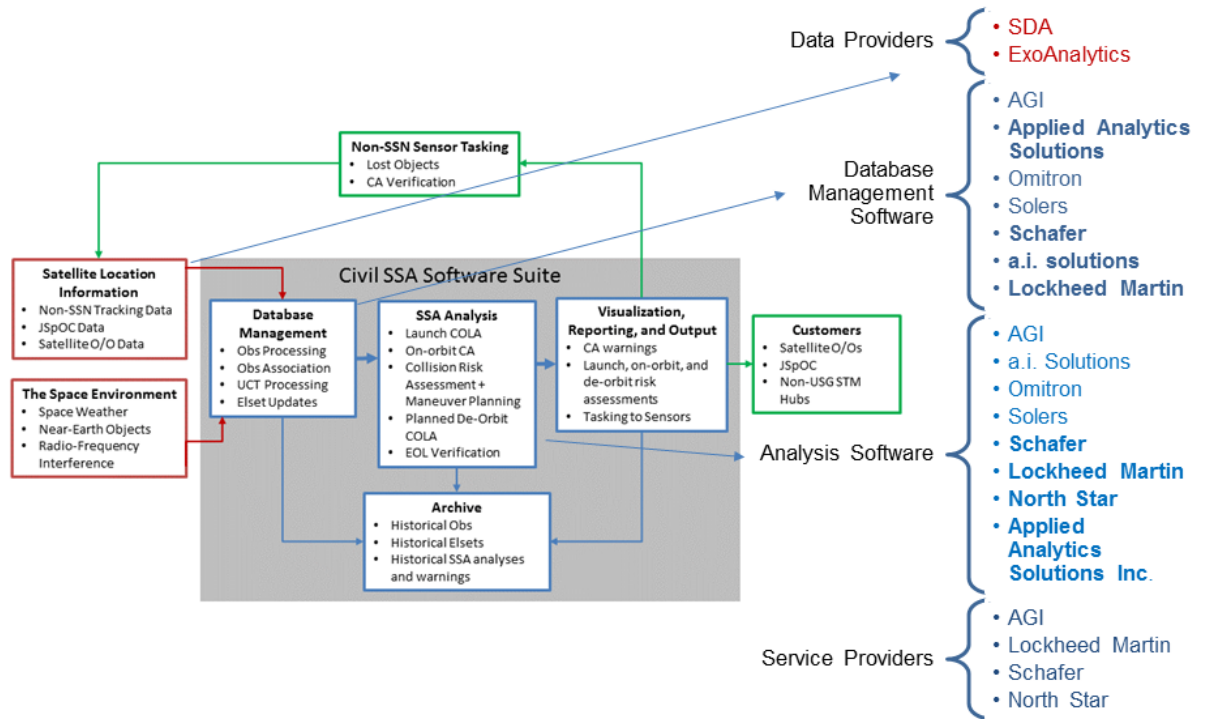 Non-SSN Sensor Tasking
• Lost Objects
• CA Verification
Satellite Location
Information
• Non-SSN Tracking Data
• JSpOC Data
• Satellite O/O Data
The Space Environment
• Space Weather
• Near-Earth Objects
• Radio-Frequency
Interference
Civil SSA Software Suite
Database
Management
• Obs Processing
• Obs Association
• UCT Processing
• Elset Updates
SSA Analysis
• Launch COLA
• On-orbit CA
• Collision Risk
Assessment +
Maneuver Planning
• Planned De-Orbit
COLA
• EOL Verification
Visualization,
Reporting, and Output
• CA warnings
• Launch, on-orbit, and
de-orbit risk
assessments
• Tasking to Sensors
Customers
• Satellite O/Os
• JSpOC
• Non-USG STM
Hubs
Archive
• Historical Obs
• Historical Elsets
• Historical SSA analyses
and warnings
Data Providers
• SDA
• ExoAnalytics
Database
Management
Software
• AGI
• Applied Analytics
Solutions
• Omitron
• Solers
• Schafer
• a.i. solutions
• Lockheed Martin
Analysis Software
• AGI
• a.i. Solutions
• Omitron
• Solers
• Schafer
• Lockheed Martin
• North Star
• Applied
Analytics
Solutions Inc.
Service Providers
• AGI
• Lockheed Martin
• Schafer
• North Star